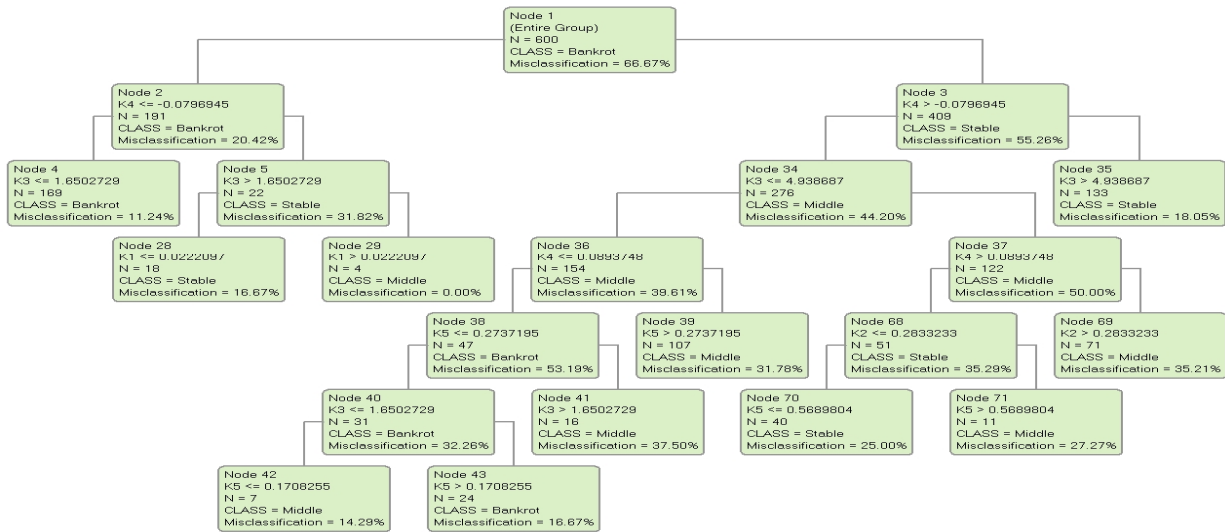 Node 1
(Entire Group)
N = 600
CLASS = Bankrot
Misclassification = 66.67%
Node 2
K4 <= -0.0796945
N = 191
CLASS = Bankrot
Misclassification = 20.42%
Node 3
K4 > -0.0796945
N = 409
CLASS = Stable
Misclassification = 55.26%
Node 4
K3 <= 1.6502729
N = 169
CLASS = Bankrot
Misclassification = 11.24%
Node 5
K3 > 1.6502729
N = 22
CLASS = Stable
Misclassification = 31.82%
Node 34
K3 <= 4.938687
N = 276
CLASS = Middle
Misclassification = 44.20%
Node 35
K3 > 4.938687
N = 133
CLASS = Stable
Misclassification = 18.05%
Node 28
K1 <= 0.0222097
N = 18
CLASS = Stable
Misclassification = 16.67%
Node 29
K1 > 0.0222097
N = 4
CLASS = Middle
Misclassification = 0.00%
Node 36
K4 <= 0.0893748
N = 154
CLASS = Middle
Misclassification = 39.61%
Node 37
K4 > 0.0893748
N = 122
CLASS = Middle
Misclassification = 50.00%
Node 38
K5 <= 0.2737195
N = 47
CLASS = Bankrot
Misclassification = 53.19%
Node 39
K5 > 0.2737195
N = 107
CLASS = Middle
Misclassification = 31.78%
Node 68
K2 <= 0.2833233
N = 51
CLASS = Stable
Misclassification = 35.29%
Node 69
K2 > 0.2833233
N = 71
CLASS = Middle
Misclassification = 35.21%
Node 40
K3 <= 1.6502729
N = 31
CLASS = Bankrot
Misclassification = 32.26%
Node 41
K3 > 1.6502729
N = 16
CLASS = Middle
Misclassification = 37.50%
Node 70
K5 <= 0.5689804
N = 40
CLASS = Stable
Misclassification = 25.00%
Node 71
K5 > 0.5689804
N = 11
CLASS = Middle
Misclassification = 27.27%
Node 42
K5 <= 0.1708255
N = 7
CLASS = Middle
Misclassification = 14.29%
Node 43
K5 > 0.1708255
N = 24
CLASS = Bankrot
Misclassification = 16.67%